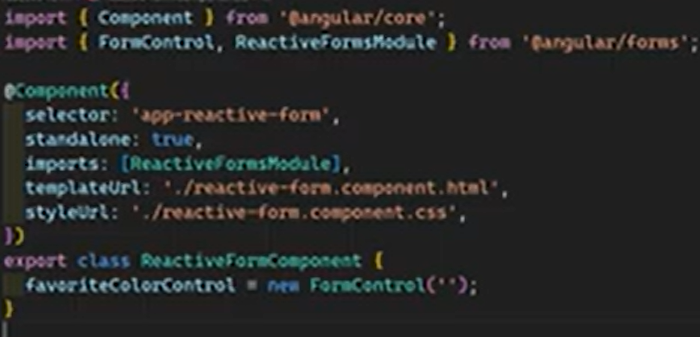 import { Component } from '@angular/core';
import { FormControl, ReactiveFormsModule } from '@angular/forms';
@Component({
selector: 'app-reactive-form',
standalone: true,
imports: [ReactiveFormsModule],
templateUrl: './reactive-form.component.html',
styleUrl: './reactive-form.component.css',
})
export class ReactiveFormComponent {
favoriteColorControl = new FormControl('');
}